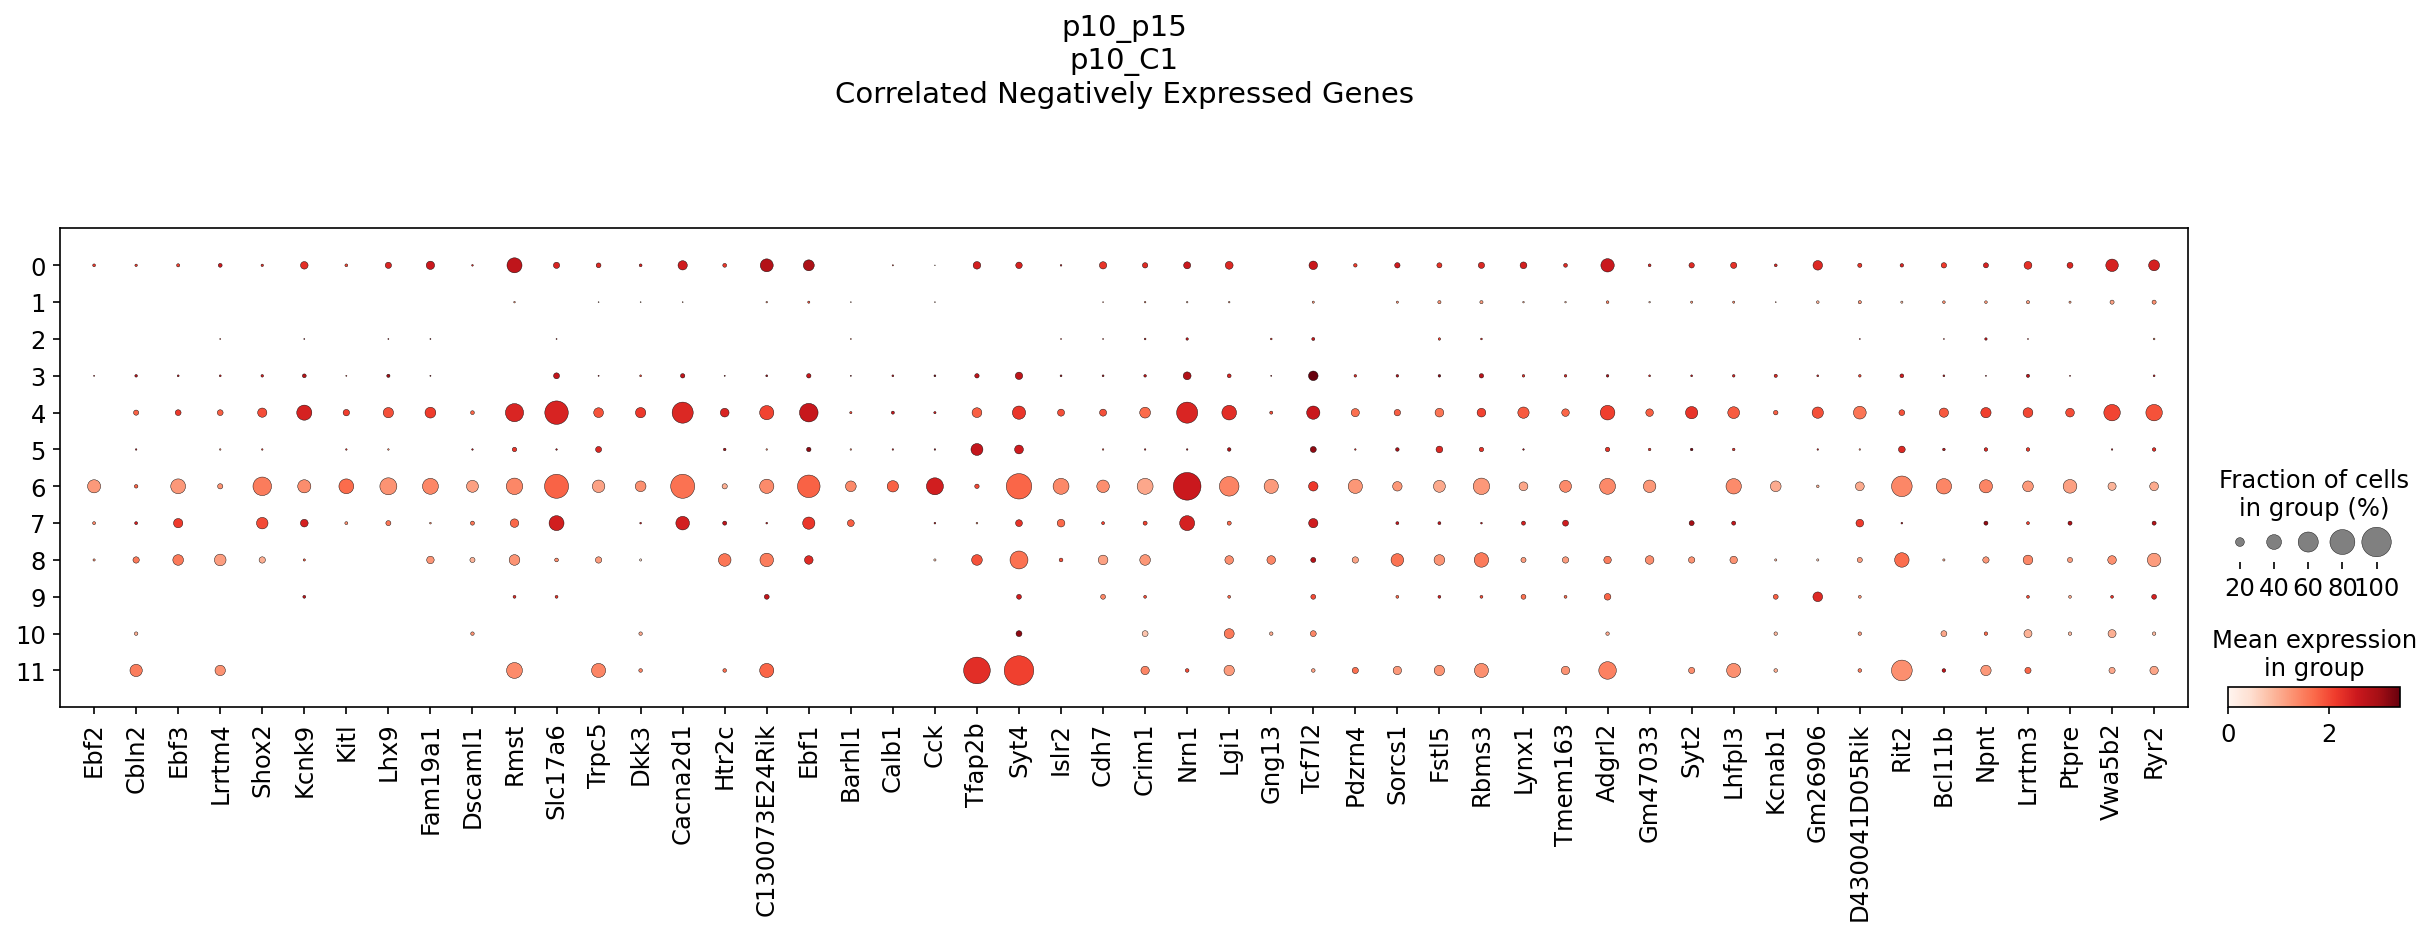 p10_p15
p10_C1
Correlated Negatively Expressed Genes
0
1
2
3
4
5
6
7
8
9
10
11
Ebf2
Cbln2
Ebf3
Lrrtm4
Shox2
Kcnk9
Kitl
Lhx9
Fam19a1
Dscaml1
Rmst
Slc17a6
Trpc5
Dkk3
Cacna2d1
Htr2c
C130073E24Rik
Ebf1
Barhl1
Calb1
Cck
Tfap2b
Syt4
Islr2
Cdh7
Crim1
Nrn1
Lgi1
Gng13
Tcf7l2
Pdzrn4
Sorcs1
Fstl5
Rbms3
Lynx1
Tmem163
Adgrl2
Gm47033
Syt2
Lhfpl3
Kcnab1
Gm26906
D430041D05Rik
Rit2
Bcl11b
Npnt
Lrrtm3
Ptpre
Vwa5b2
Ryr2
Fraction of cells
in group (%)
20 40 60 80 100
Mean expression
in group
0 2